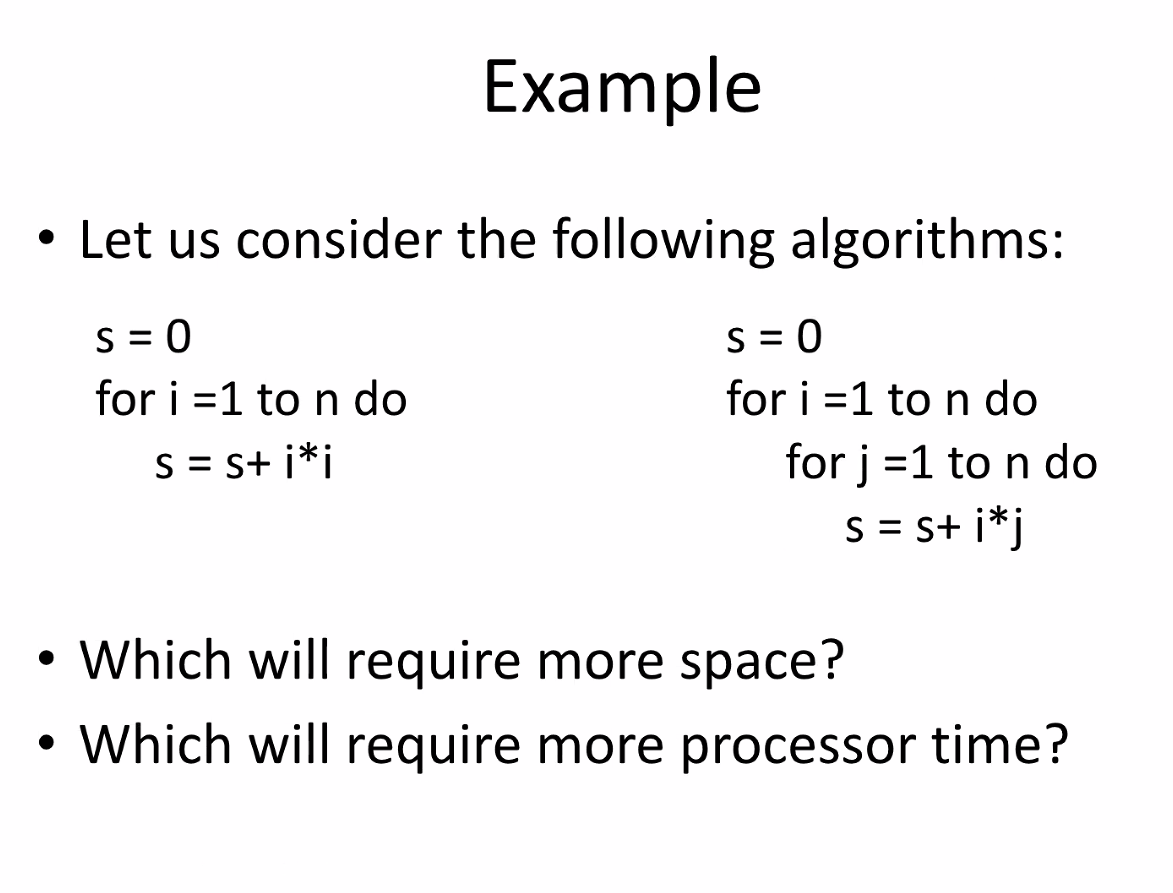 Example
• Let us consider the following algorithms:
s = 0
for i =1 to n do
s = s+ i*i
s = 0
for i =1 to n do
for j =1 to n do
s = s+ i*j
• Which will require more space?
• Which will require more processor time?